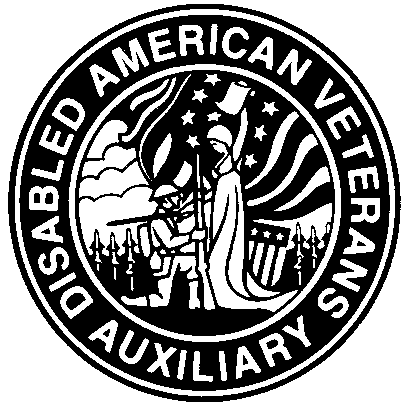 DISABLED AMERICAN VETERANS
AUXILIARY